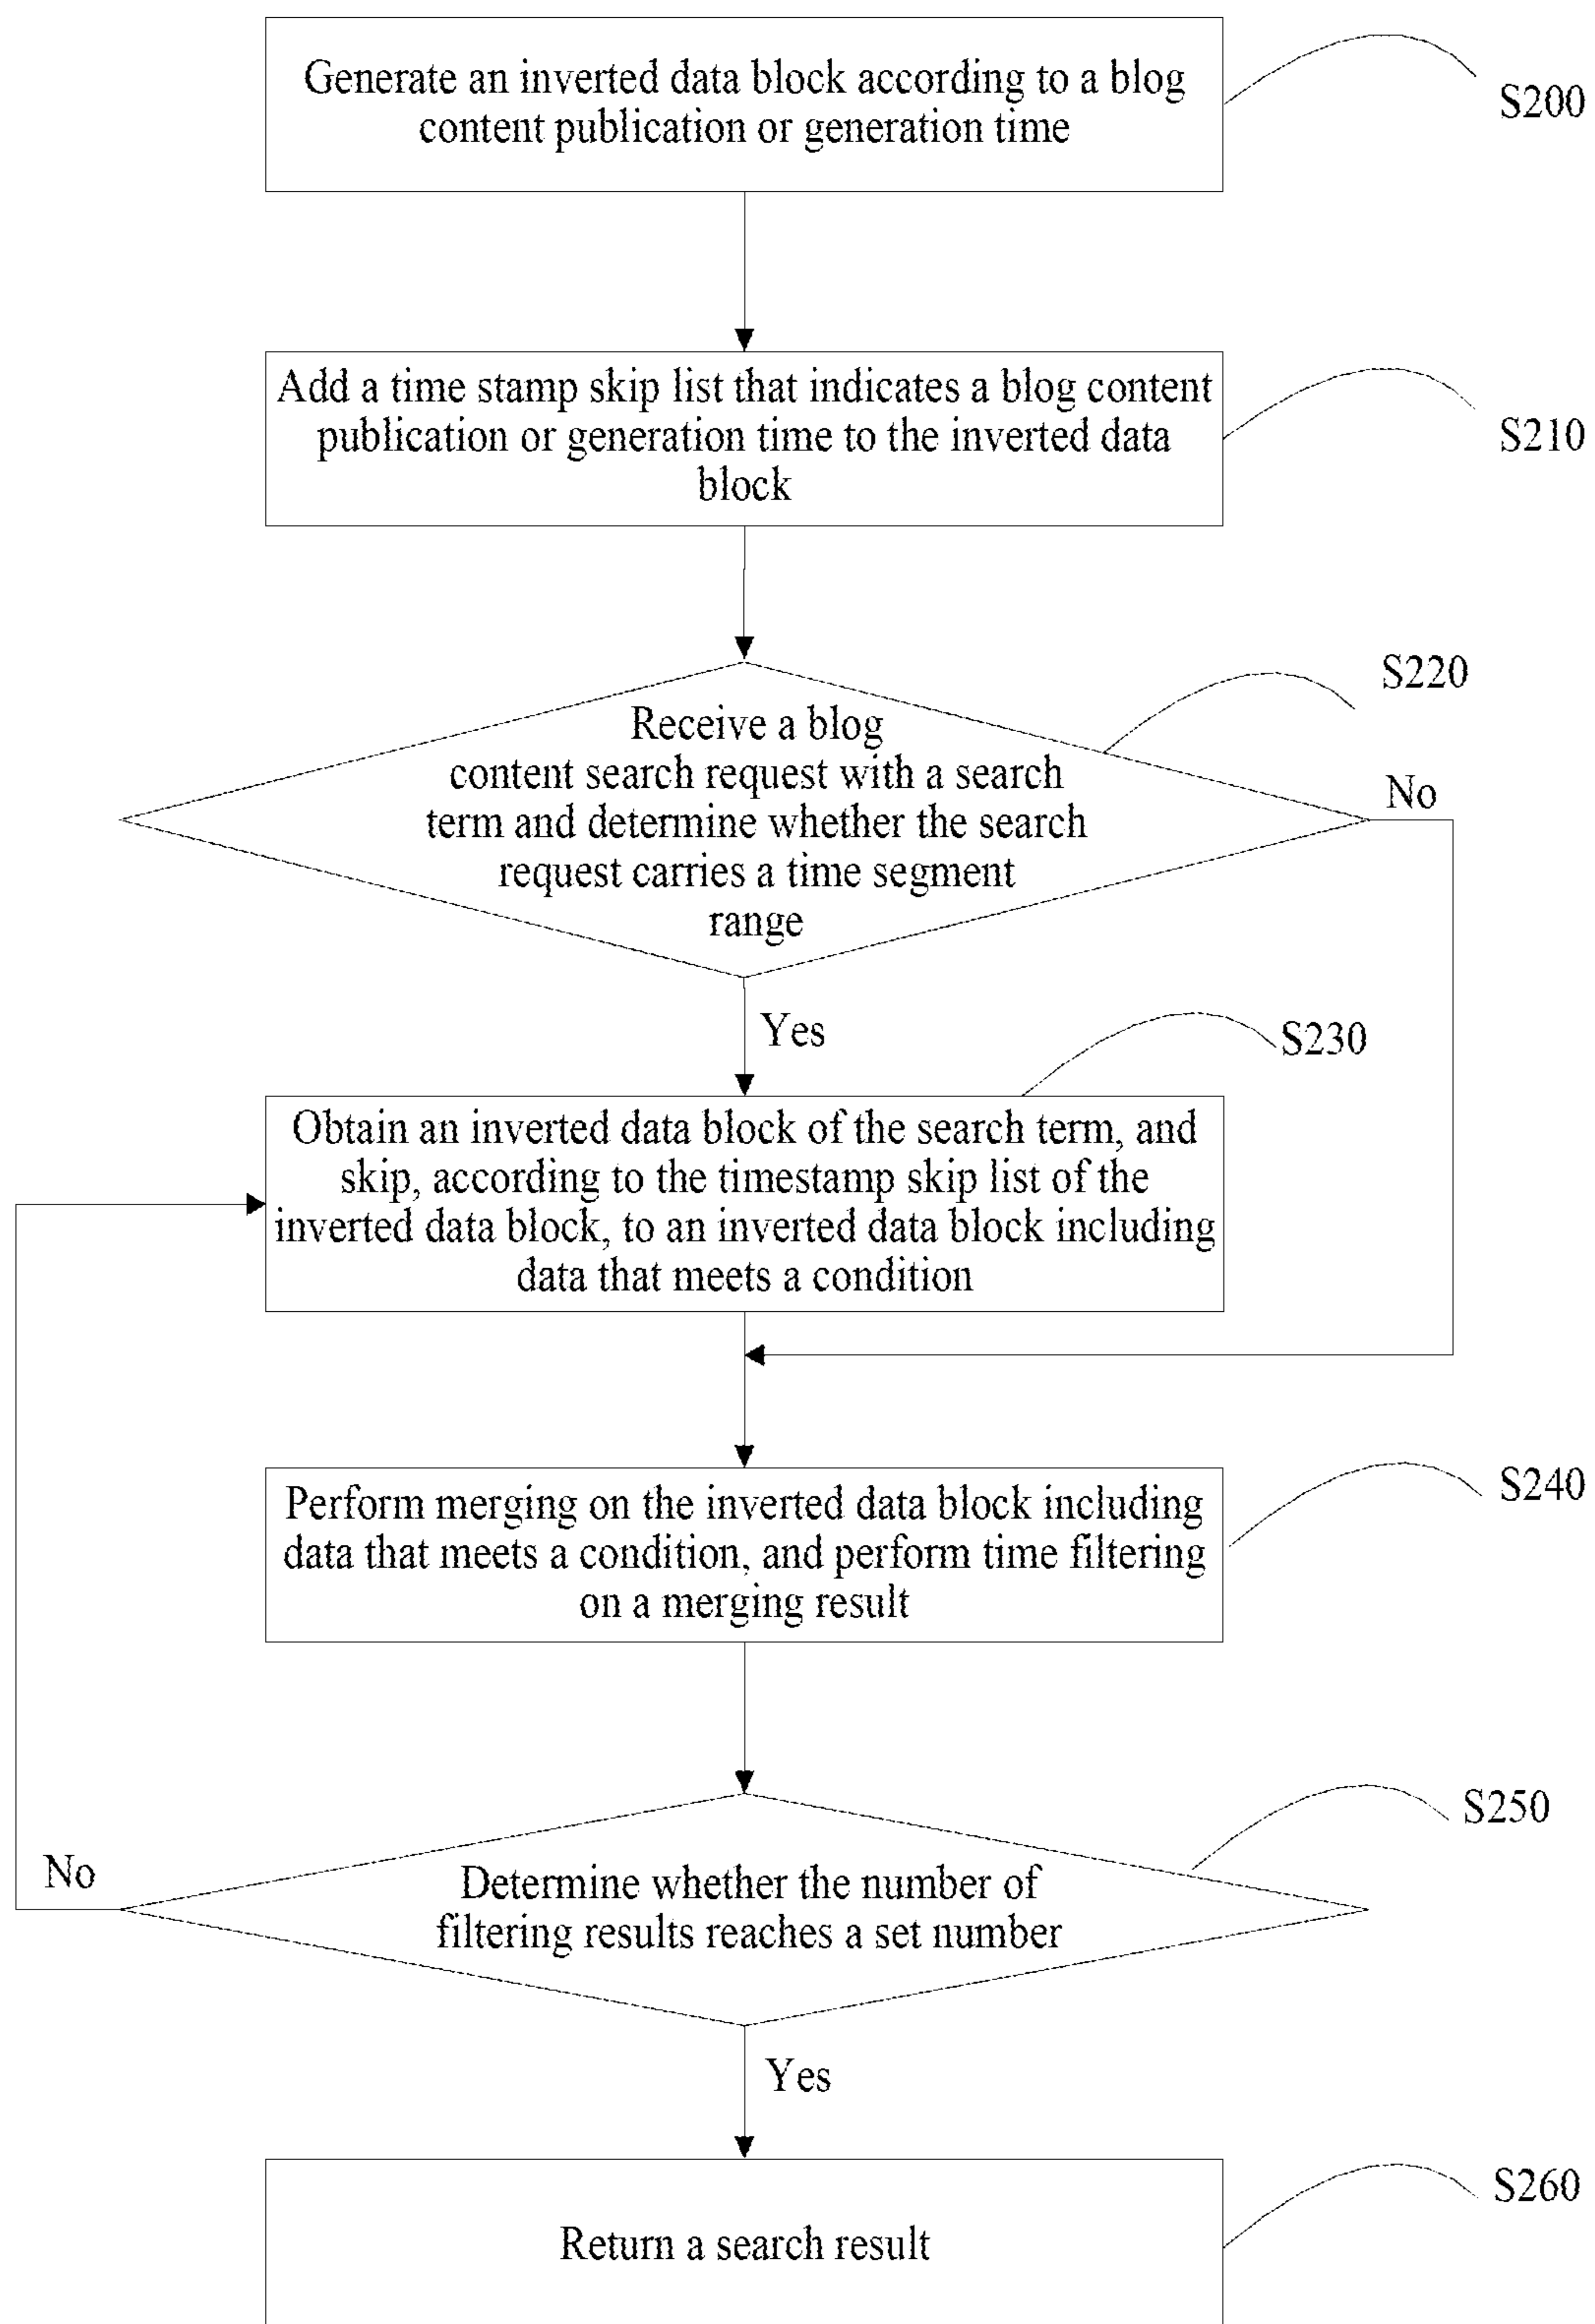 Generate an inverted data block according to a blog
content publication or generation time
S200
Add a time stamp skip list that indicates a blog content
publication or generation time to the inverted data
block
S210
S220
Receive a blog
content search request with a search
term and determine whether the search
request carries a time segment
range
No
Yes
S230
Obtain an inverted data block of the search term, and
skip, according to the timestamp skip list of the
inverted data block, to an inverted data block including
data that meets a condition
Perform merging on the inverted data block including
data that meets a condition, and perform time filtering
on a merging result
S240
S250
No
Determine whether the number of
filtering results reaches a set number
Yes
Return a search result
S260